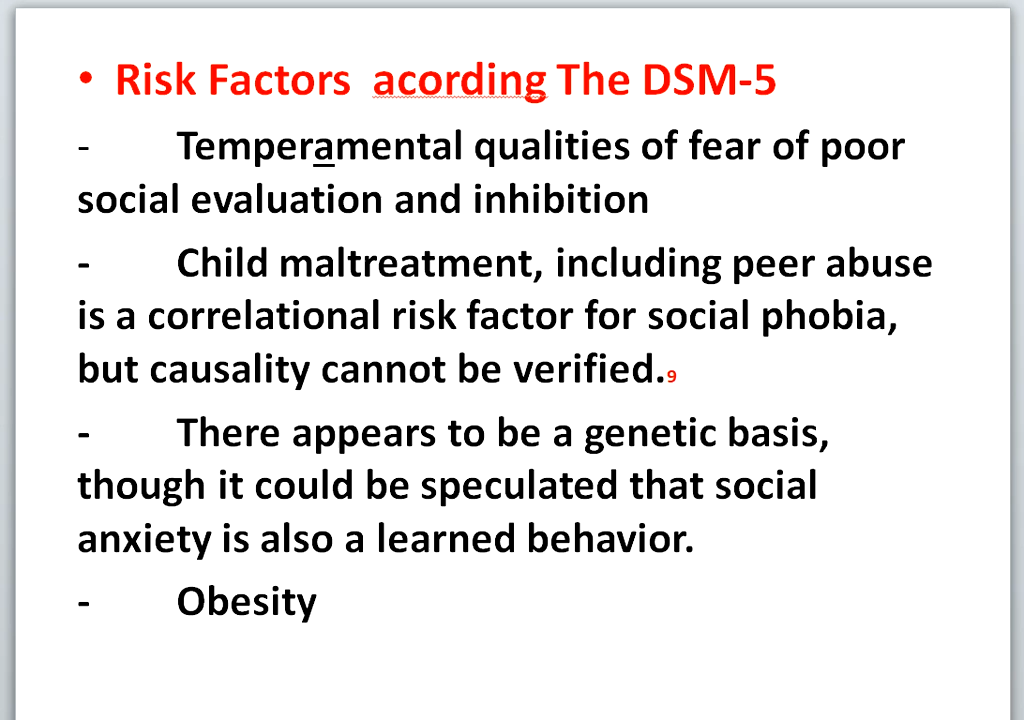 • Risk Factors  acording The DSM-5
- Temperamental qualities of fear of poor
social evaluation and inhibition
- Child maltreatment, including peer abuse
is a correlational risk factor for social phobia,
but causality cannot be verified.9
- There appears to be a genetic basis,
though it could be speculated that social
anxiety is also a learned behavior.
- Obesity